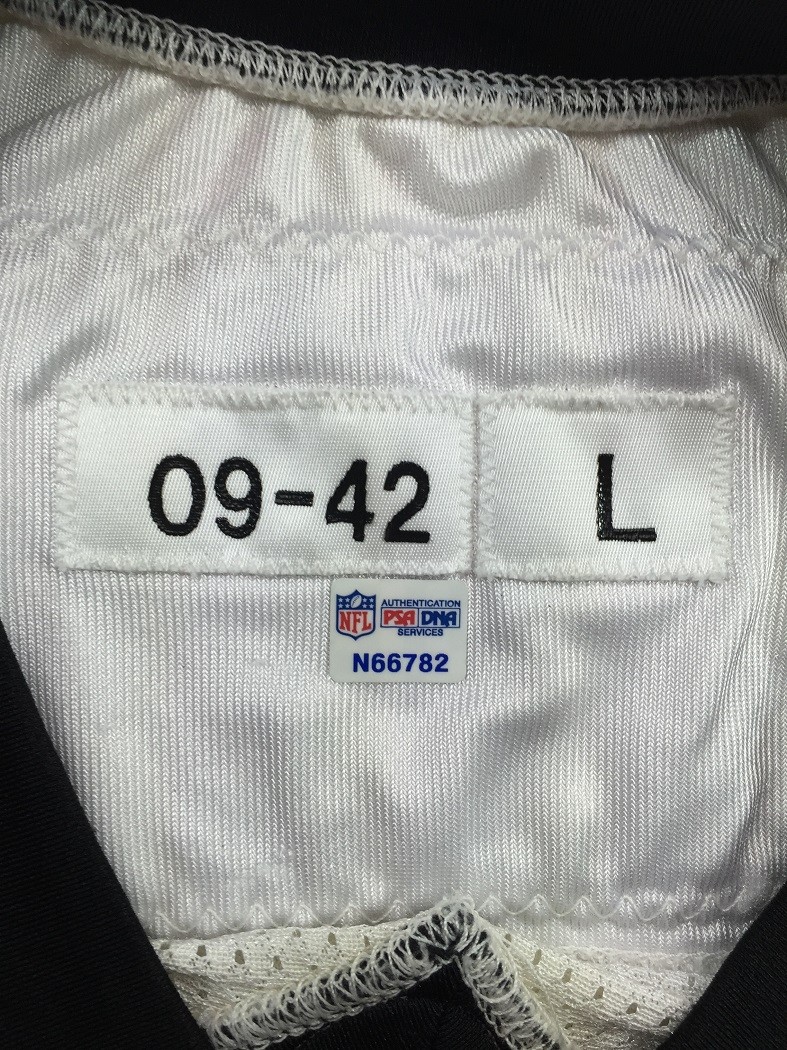 09-42 L
NFL AUTHENTICATION
PSA DNA
SERVICES
N66782